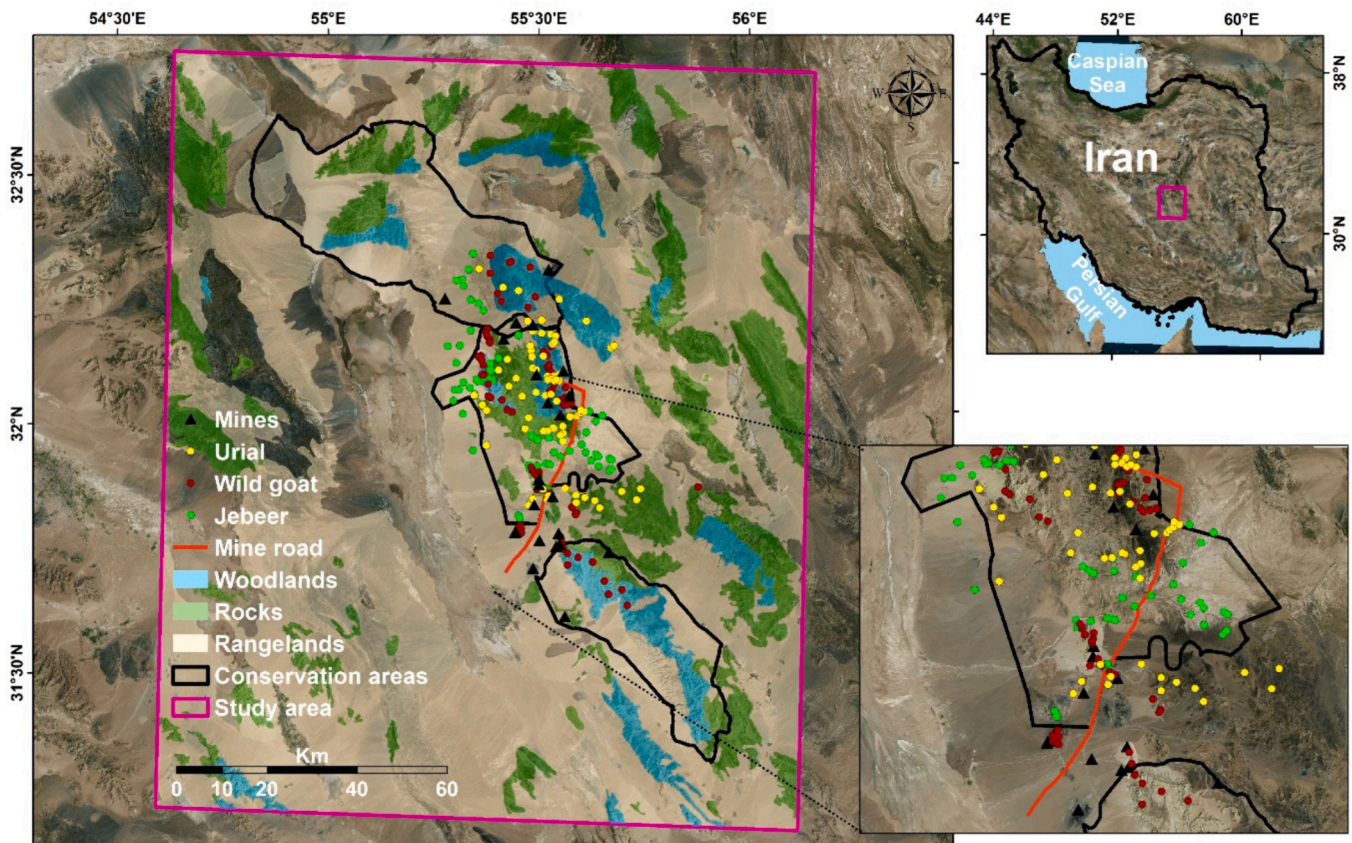 54°30'E 55°E 55°30'E 56°E
44°E 52°E 60°E
32°30'N
32°N
31°30'N
N
W E
S
Mines
Urial
Wild goat
Jebeer
Mine road
Woodlands
Rocks
Rangelands
Conservation areas
Study area
Km
0 10 20 40 60
Caspian
Sea
Iran
Persian
Gulf
38°N
30°N